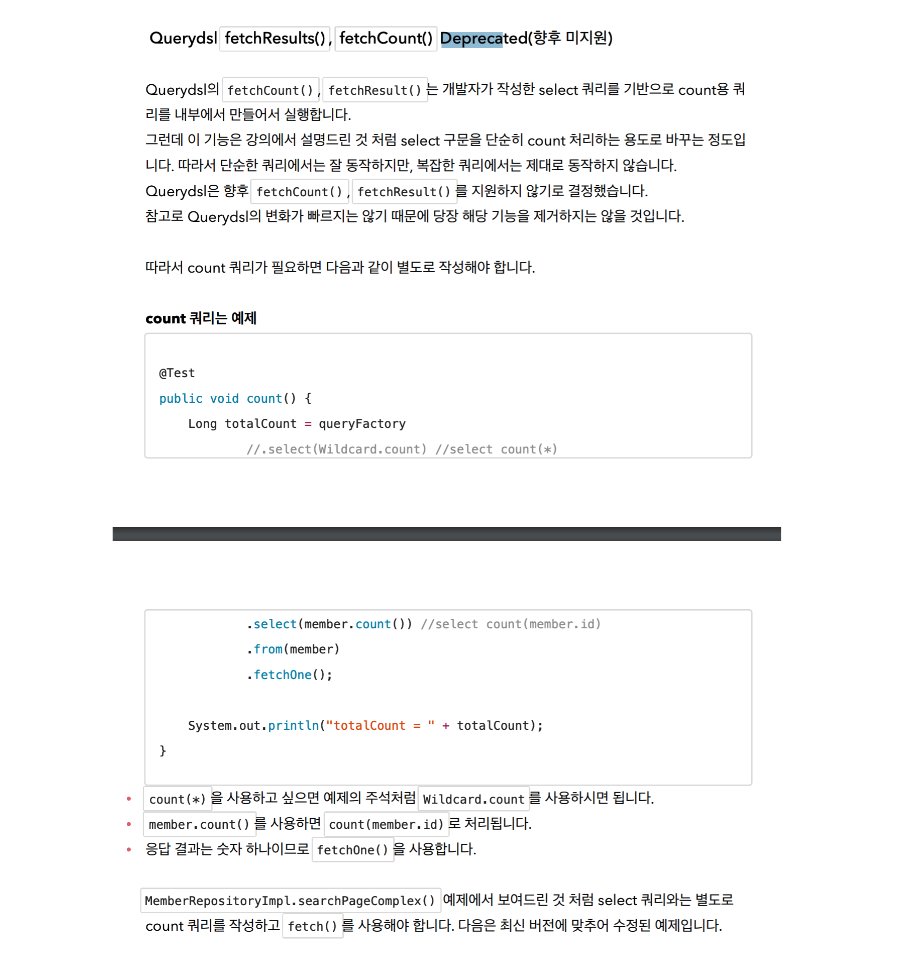 Querydsl fetchResults() , fetchCount() Deprecated(향후 미지원)
Querydsl의 fetchCount() , fetchResult() 는 개발자가 작성한 select 쿼리를 기반으로 count용 쿼
리를 내부에서 만들어서 실행합니다.
그런데 이 기능은 강의에서 설명드린 것 처럼 select 구문을 단순히 count 처리하는 용도로 바꾸는 정도입
니다. 따라서 단순한 쿼리에서는 잘 동작하지만, 복잡한 쿼리에서는 제대로 동작하지 않습니다.
Querydsl은 향후 fetchCount() , fetchResult() 를 지원하지 않기로 결정했습니다.
참고로 Querydsl의 변화가 빠르지는 않기 때문에 당장 해당 기능을 제거하지는 않을 것입니다.
따라서 count 쿼리가 필요하면 다음과 같이 별도로 작성해야 합니다.
count 쿼리는 예제
@Test
public void count() {
Long totalCount = queryFactory
//.select(Wildcard.count) //select count(*)
.select(member.count()) //select count(member.id)
.from(member)
.fetchOne();
System.out.println("totalCount = " + totalCount);
}
• count(*) 을 사용하고 싶으면 예제의 주석처럼 Wildcard.count 를 사용하시면 됩니다.
• member.count() 를 사용하면 count(member.id) 로 처리됩니다.
• 응답 결과는 숫자 하나이므로 fetchOne() 을 사용합니다.
MemberRepositoryImpl.searchPageComplex() 예제에서 보여드린 것 처럼 select 쿼리와는 별도로
count 쿼리를 작성하고 fetch() 를 사용해야 합니다. 다음은 최신 버전에 맞추어 수정된 예제입니다.